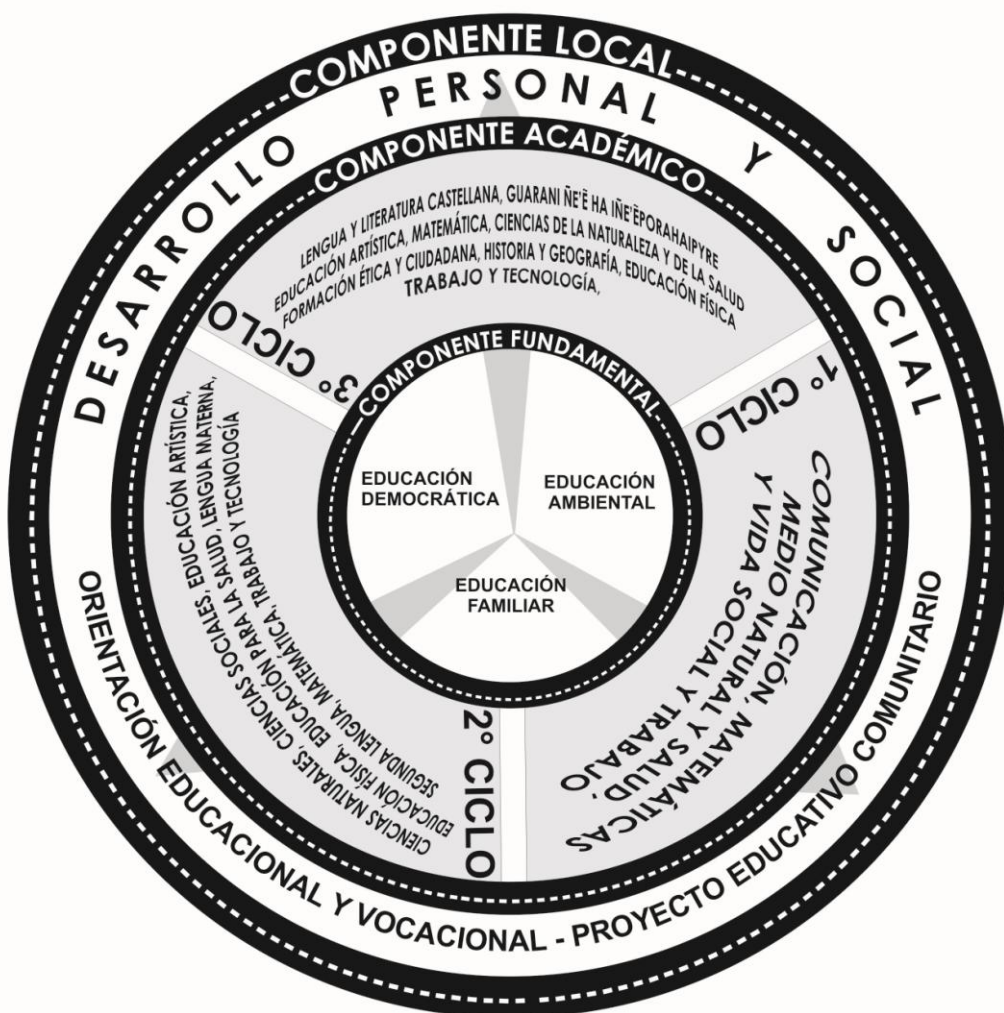 COMPONENTE LOCAL
DESARROLLO PERSONAL Y SOCIAL
COMPONENTE ACADÉMICO
LENGUA Y LITERATURA CASTELLANA, GUARANI ÑE'Ẽ HA IÑE'ẼPORAHAIPYRE
EDUCACIÓN ARTÍSTICA, MATEMÁTICA, CIENCIAS DE LA NATURALEZA Y DE LA SALUD
FORMACIÓN ÉTICA Y CIUDADANA, HISTORIA Y GEOGRAFÍA, EDUCACIÓN FÍSICA
TRABAJO Y TECNOLOGÍA,
3° CICLO
1° CICLO
COMUNICACIÓN, MATEMÁTICAS
MEDIO NATURAL Y SALUD,
Y VIDA SOCIAL Y TRABAJO
2° CICLO
CIENCIAS NATURALES, CIENCIAS SOCIALES, EDUCACIÓN ARTÍSTICA,
EDUCACIÓN FÍSICA, EDUCACIÓN PARA LA SALUD, LENGUA MATERNA,
SEGUNDA LENGUA, MATEMÁTICA, TRABAJO Y TECNOLOGÍA
COMPONENTE FUNDAMENTAL
EDUCACIÓN
DEMOCRÁTICA
EDUCACIÓN
AMBIENTAL
EDUCACIÓN
FAMILIAR
ORIENTACIÓN EDUCACIONAL Y VOCACIONAL - PROYECTO EDUCATIVO COMUNITARIO